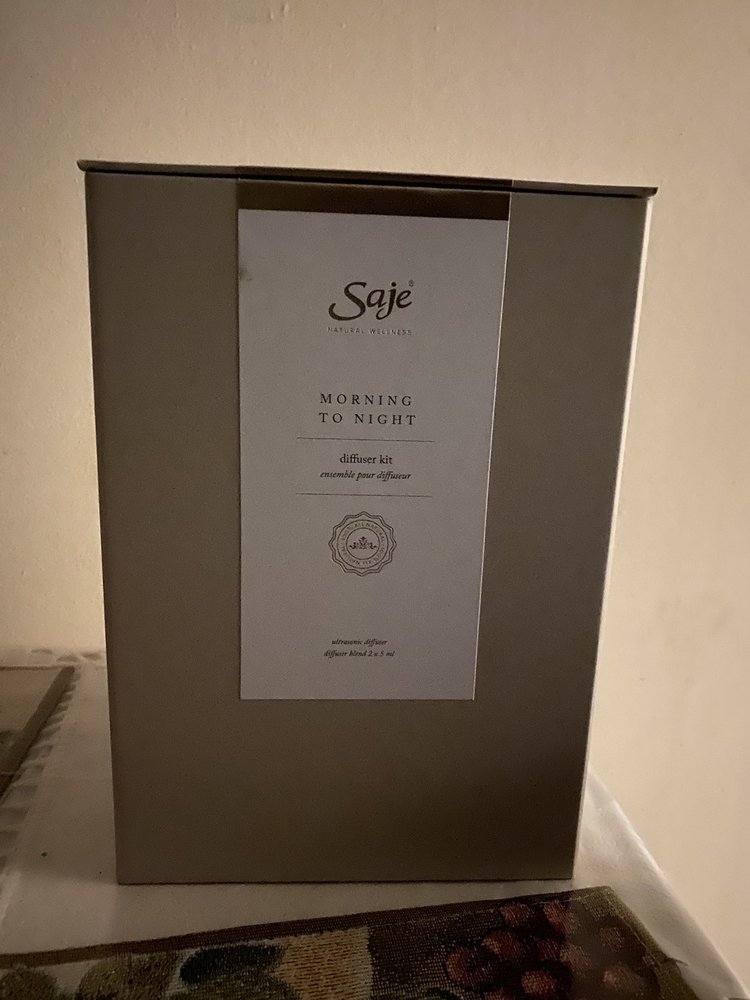 Saje®
NATURAL WELLNESS
MORNING
TO NIGHT
diffuser kit
ensemble pour diffuseur
ultrasonic diffuser
diffuser blend 2 x 5 ml